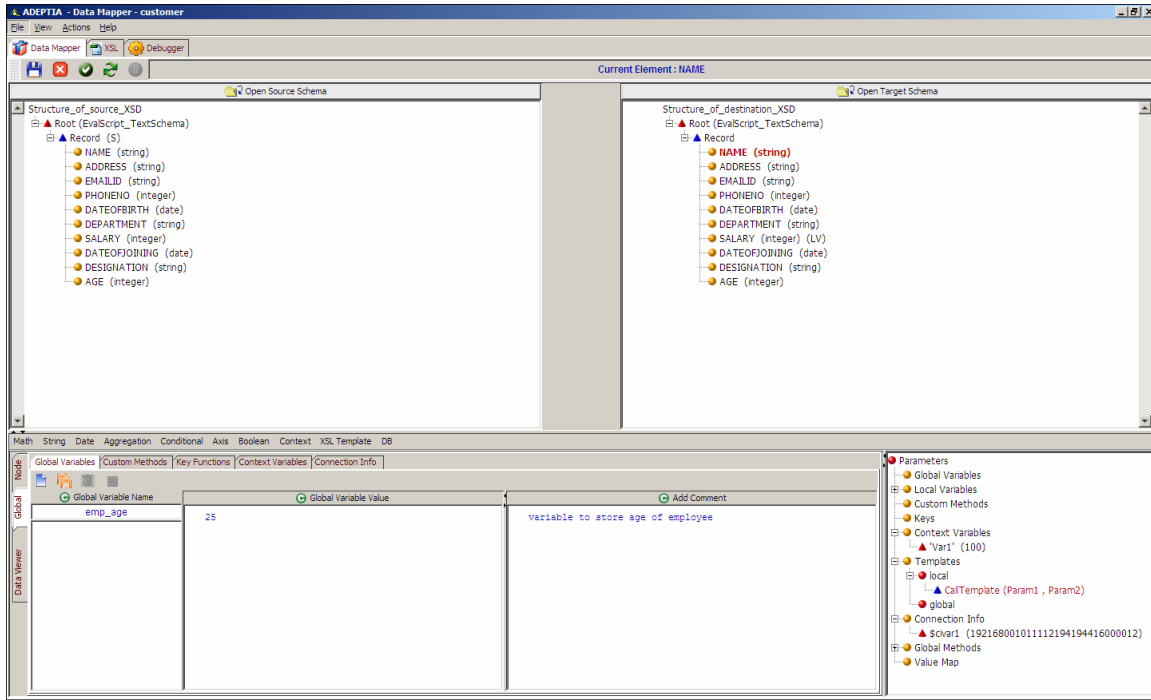 ADEPTIA - Data Mapper - customer
File View Actions Help
Data Mapper XSL Debugger
Current Element : NAME
Open Source Schema
Structure_of_source_XSD
Root (EvalScript_TextSchema)
Record (S)
NAME (string)
ADDRESS (string)
EMAILID (string)
PHONENO (integer)
DATEOFBIRTH (date)
DEPARTMENT (string)
SALARY (integer)
DATEOFJOINING (date)
DESIGNATION (string)
AGE (integer)
Open Target Schema
Structure_of_destination_XSD
Root (EvalScript_TextSchema)
Record
NAME (string)
ADDRESS (string)
EMAILID (string)
PHONENO (integer)
DATEOFBIRTH (date)
DEPARTMENT (string)
SALARY (integer) (LV)
DATEOFJOINING (date)
DESIGNATION (string)
AGE (integer)
Math String Date Aggregation Conditional Axis Boolean Context XSL Template DB
Node
Global
Data Viewer
Global Variables Custom Methods Key Functions Context Variables Connection Info
Global Variable Name Global Variable Value Add Comment
emp_age 25 variable to store age of employee
Parameters
Global Variables
Local Variables
Custom Methods
Keys
Context Variables
'Var1' (100)
Templates
local
CallTemplate (Param1 , Param2)
global
Connection Info
$civar1 (192168001011112194194416000012)
Global Methods
Value Map